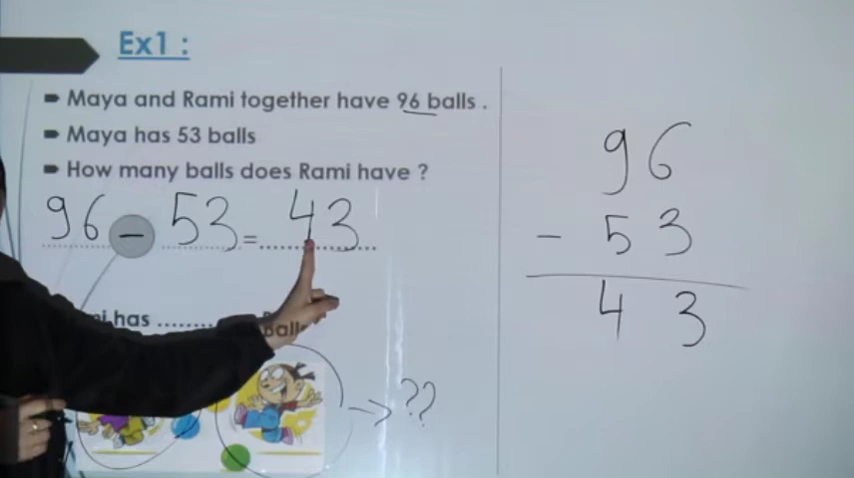 Ex1 :
Maya and Rami together have 96 balls .
Maya has 53 balls
How many balls does Rami have ?
96 - 53 = 43
has ........
??
96
- 53
43